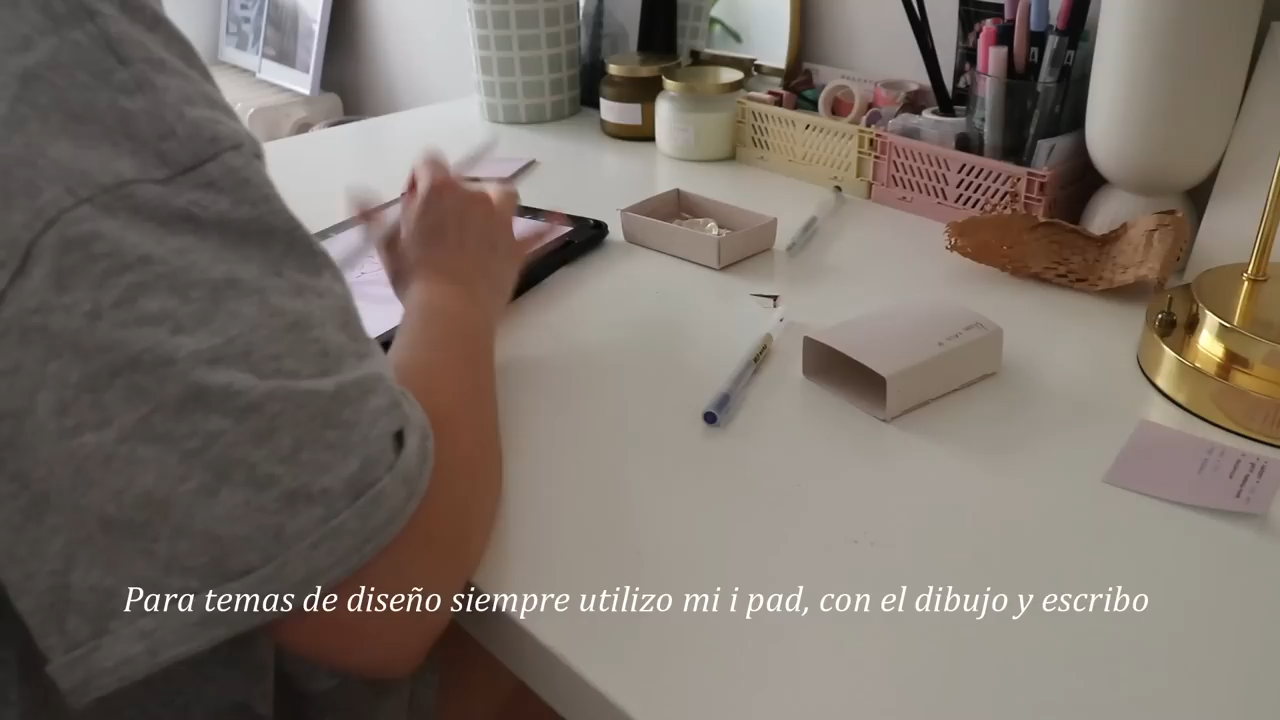 Para temas de diseño siempre utilizo mi i pad, con el dibujo y escribo